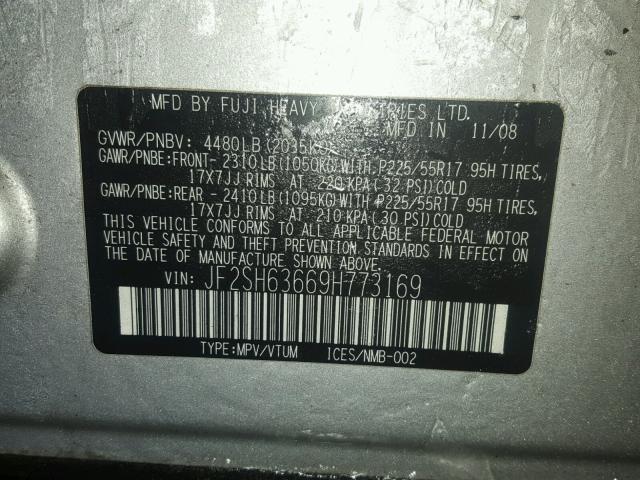 MFD BY FUJI HEAVY INDUSTRIES LTD.
MFD. IN 11/08
GVWR/PNBV: 4480LB(2035KG)
GAWR/PNBE:FRONT- 2310LB(1050KG)WITH P225/55R17 95H TIRES,
17X7JJ RIMS AT 220KPA(32 PSI)COLD
GAWR/PNBE:REAR - 2410LB(1095KG)WITH P225/55R17 95H TIRES,
17X7JJ RIMS AT 210KPA(30 PSI)COLD
THIS VEHICLE CONFORMS TO ALL APPLICABLE FEDERAL MOTOR
VEHICLE SAFETY AND THEFT PREVENTION STANDARDS IN EFFECT ON
THE DATE OF MANUFACTURE SHOWN ABOVE.
VIN: JF2SH63669H773169
TYPE:MPV/VTUM ICES/NMB-002